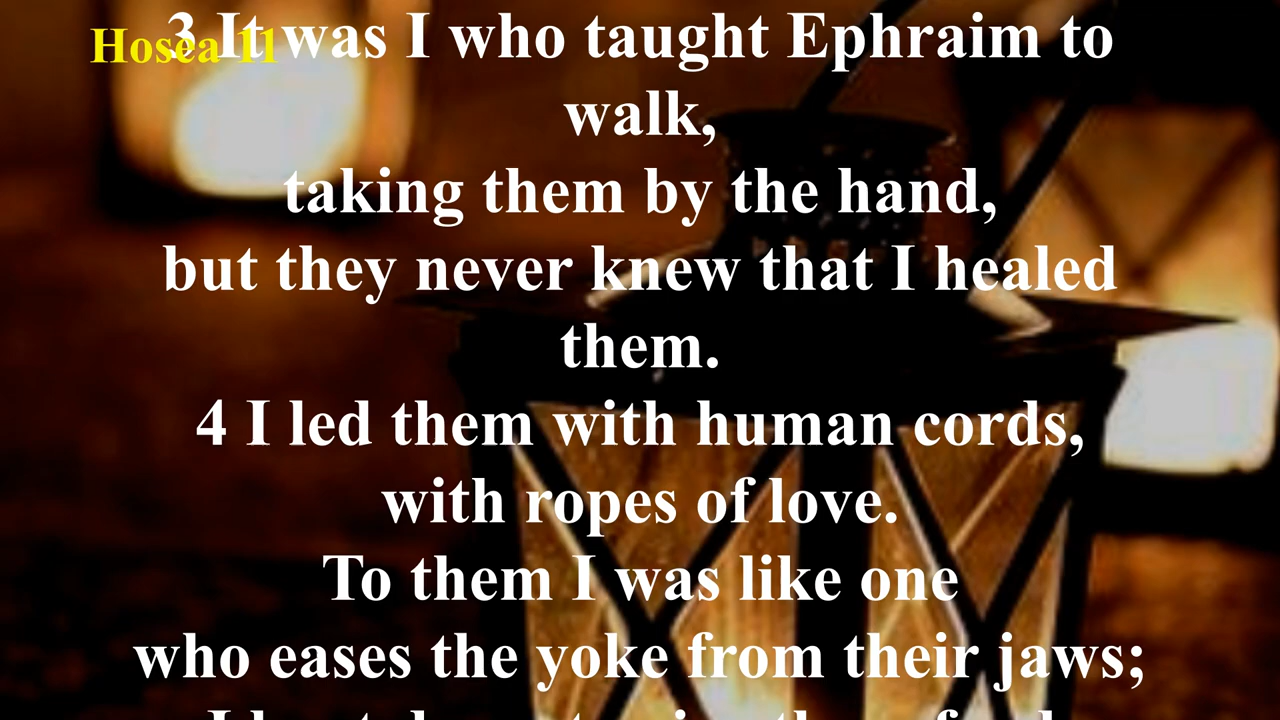 Hosea 11
3 It was I who taught Ephraim to
walk,
taking them by the hand,
but they never knew that I healed
them.
4 I led them with human cords,
with ropes of love.
To them I was like one
who eases the yoke from their jaws;